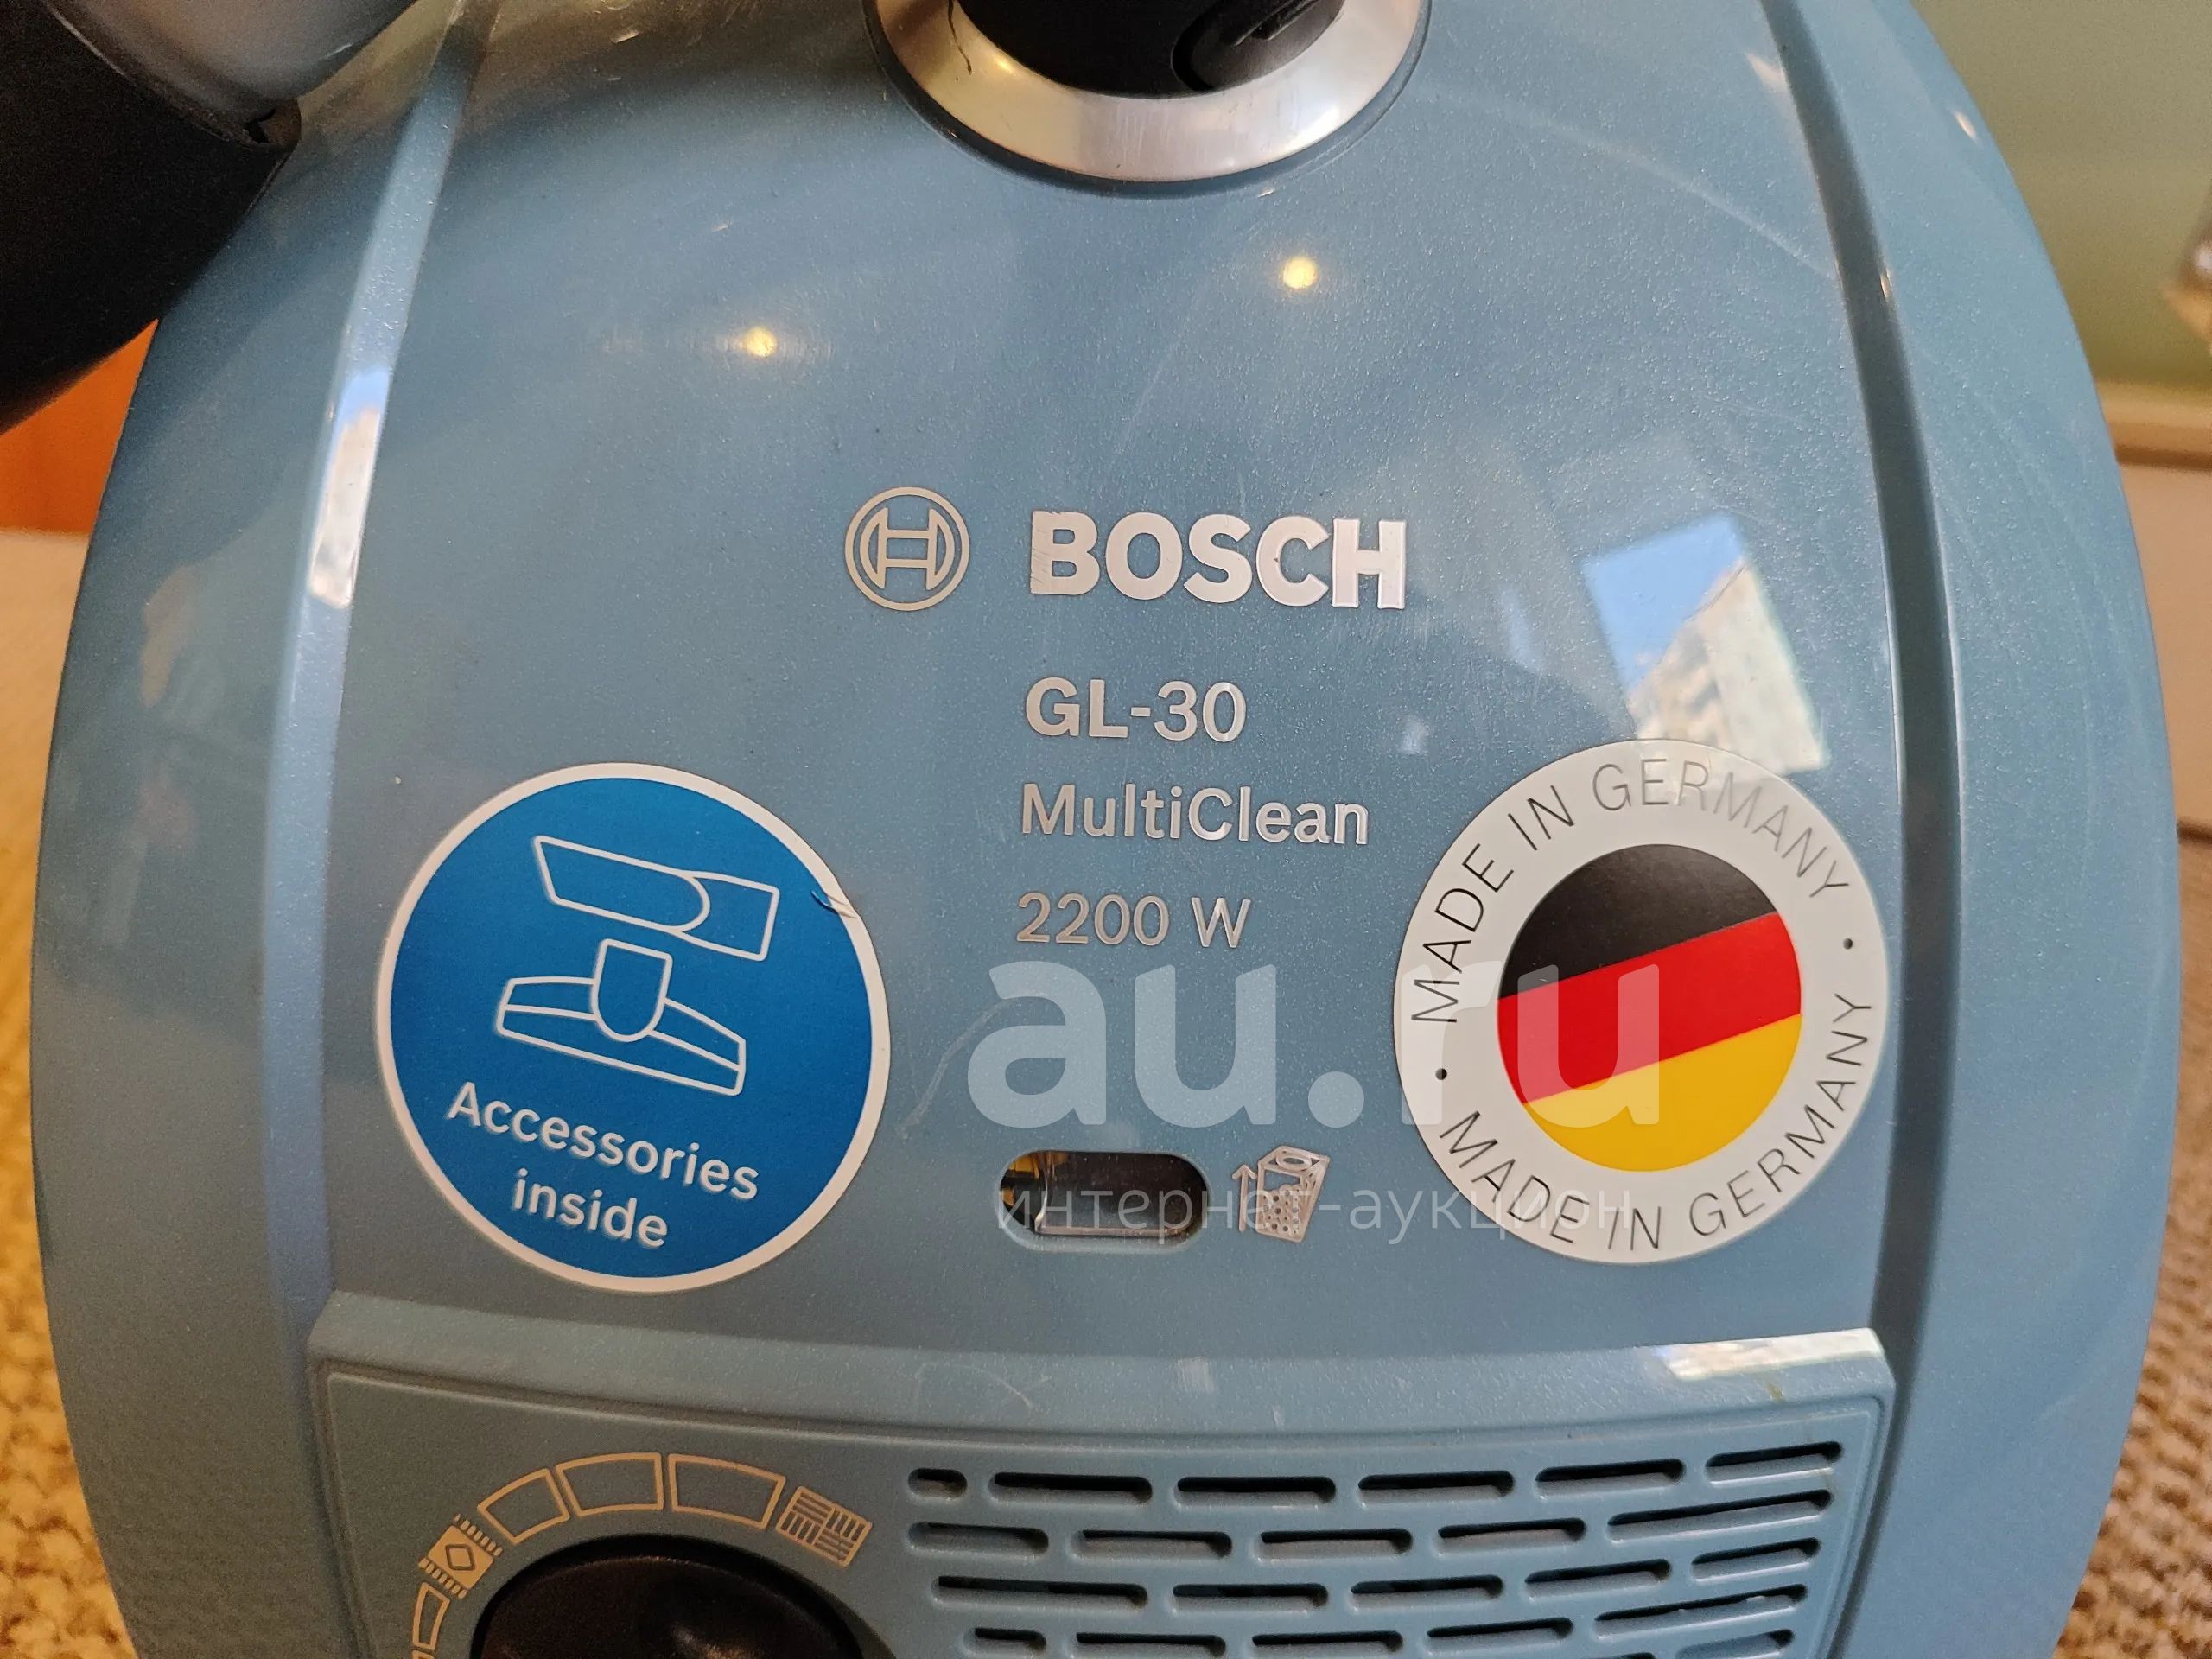 BOSCH
GL-30
MultiClean
2200 W
MADE IN GERMANY • MADE IN GERMANY •
Accessories
inside
au.ru
интернет-аукцион